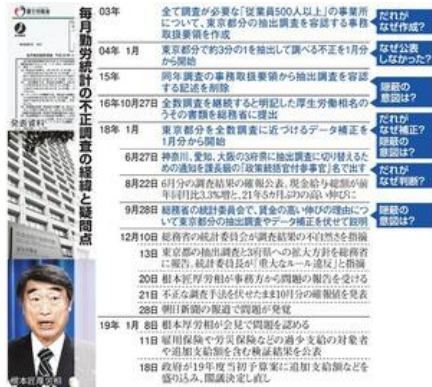 毎月勤労統計の不正調査の経緯と疑問点
発表資料
根本匠厚労相
03年 全て調査が必要な「従業員500人以上」の事業所
について、東京都分の抽出調査を容認する事務
取扱要領を作成
だれが
なぜ作成?
04年 1月 東京都分で約3分の1を抽出して調べる不正を1月分
から開始
なぜ公表
しなかった?
15年 同年調査の事務取扱要領から抽出調査を容認
する記述を削除
隠蔽の
意図は?
16年10月27日 全数調査を継続すると明記した厚生労働相名の
うその書類を総務省に提出
18年 1月 東京都分を全数調査に近づけるデータ補正を
1月分から開始
だれが
なぜ補正?
隠蔽の
意図は?
6月27日 神奈川、愛知、大阪の3府県に抽出調査に切り替えるた
めの通知を課長級の「政策統括官付参事官」名で出す
だれが
なぜ判断?
8月22日 6月分の調査結果の確報公表、現金給与総額が前
年同月比3.3%増と、21年5カ月ぶりの高い伸びに
9月28日 総務省の統計委員会で、賃金の高い伸びの理由につ
いて東京都分の抽出調査やデータ補正を伏せて説明
隠蔽の
意図は?
12月10日 総務省の統計委員会が調査結果の不自然さを指摘
13日 東京都の抽出調査と3府県への拡大方針を総務省
に報告。統計委員長が「重大なルール違反」と指摘
20日 根本匠厚労相が事務方から問題の報告を受ける
21日 不正な調査手法を伏せたまま10月分の確報値を発表
28日 朝日新聞の報道で問題が発覚
19年 1月 8日 根本厚労相が会見で問題を認める
11日 雇用保険や労災保険などの過少支給の対象者
や追加支給額を含む検証結果を公表
18日 政府が19年度当初予算案に追加支給額などを
盛り込み、閣議決定し直し